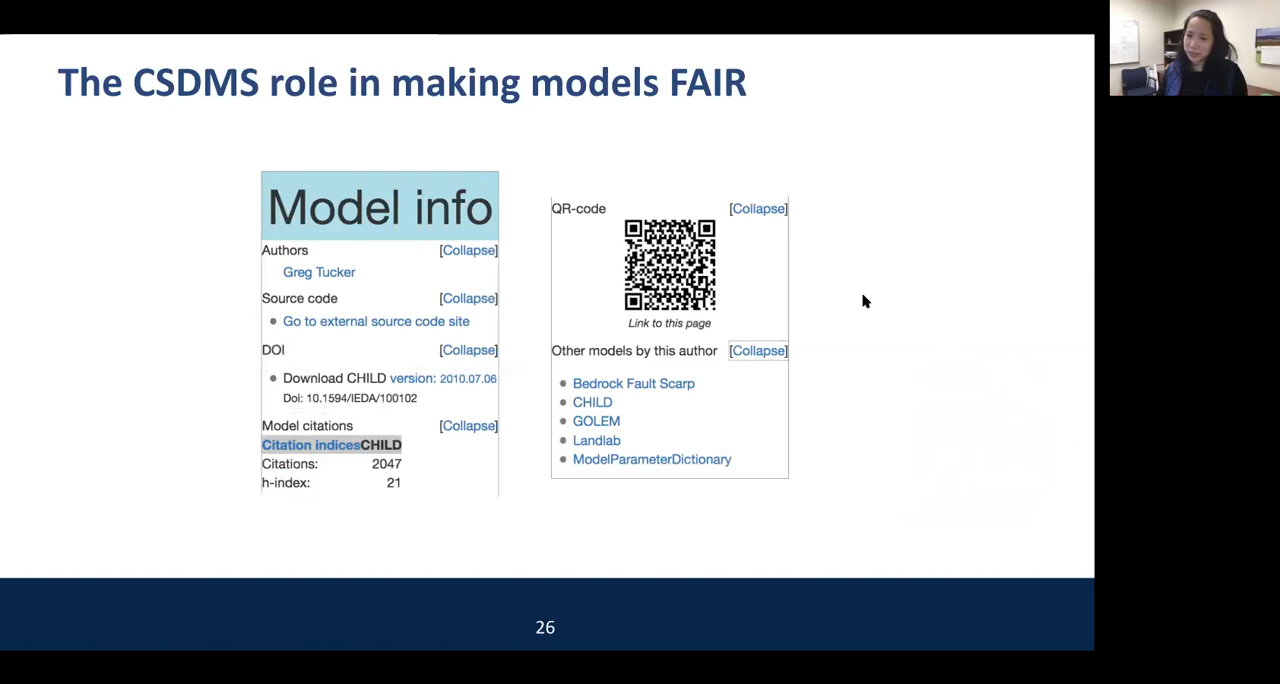 The CSDMS role in making models FAIR
Model info
Authors [Collapse]
Greg Tucker
Source code [Collapse]
Go to external source code site
DOI [Collapse]
Download CHILD version: 2010.07.06
Doi: 10.1594/IEDA/100102
Model citations [Collapse]
Citation indicesCHILD
Citations: 2047
h-index: 21
QR-code [Collapse]
Link to this page
Other models by this author [Collapse]
Bedrock Fault Scarp
CHILD
GOLEM
Landlab
ModelParameterDictionary
26